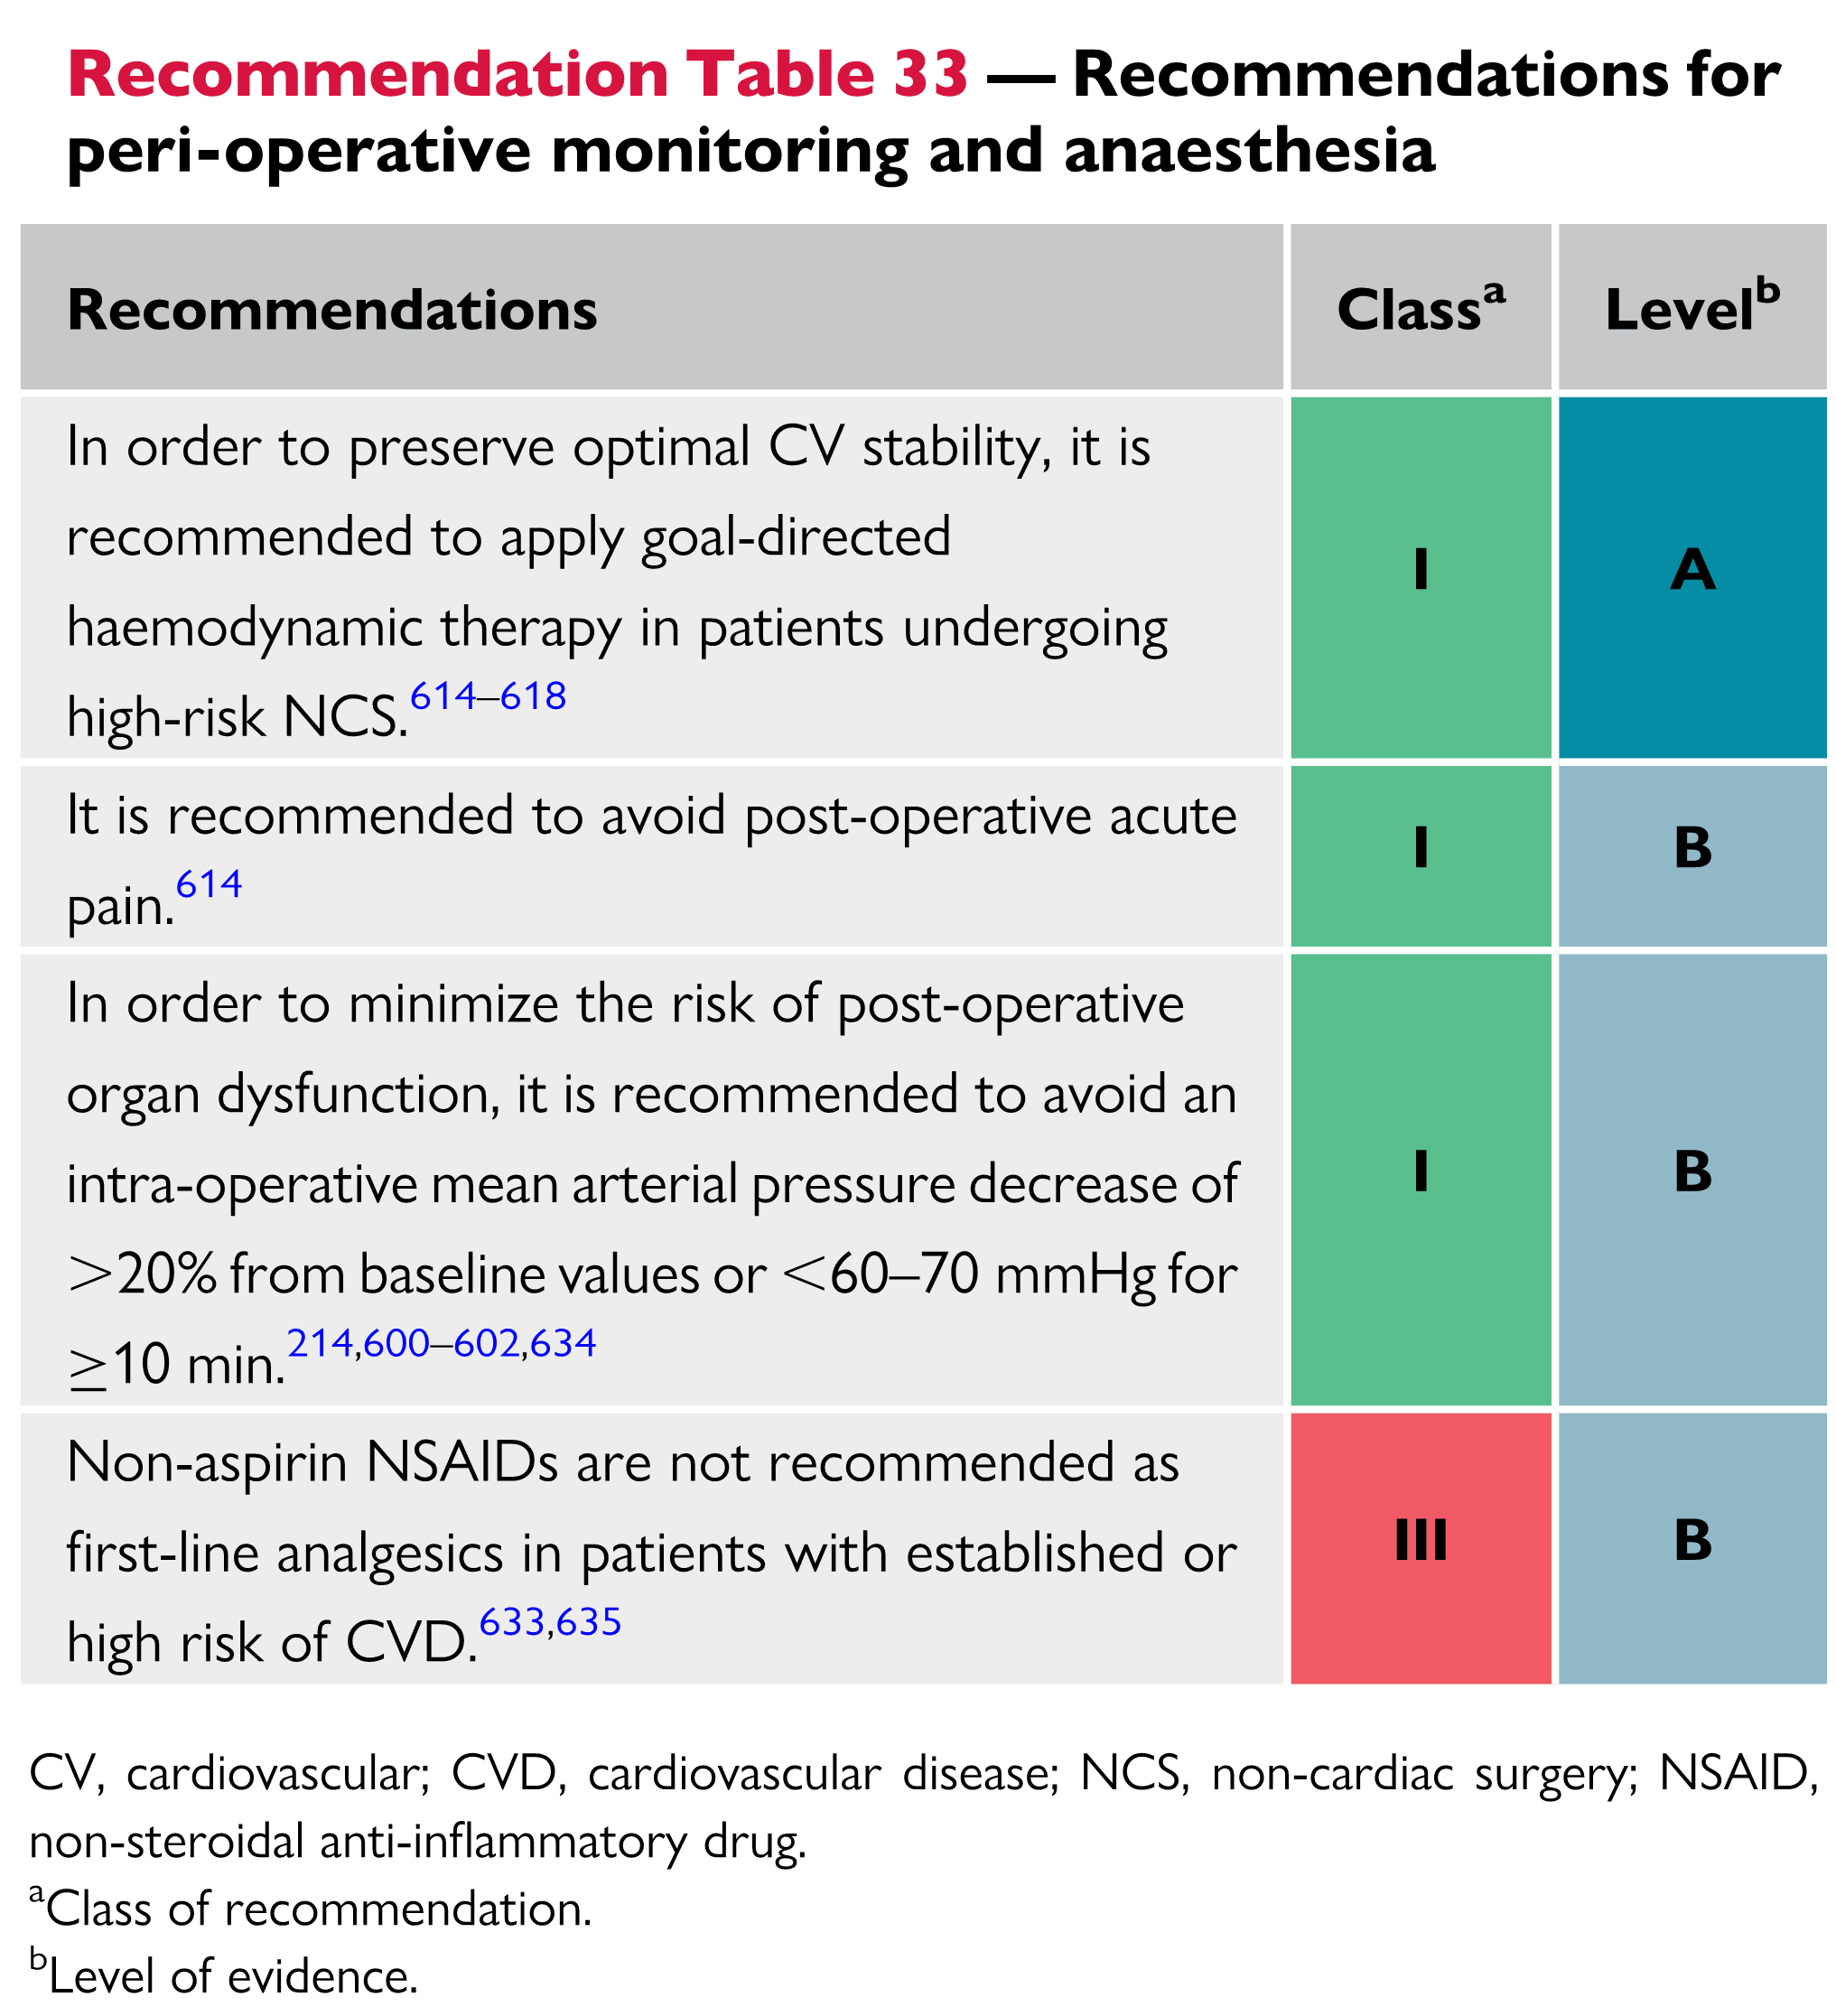 Recommendation Table 33 — Recommendations for
peri-operative monitoring and anaesthesia
Recommendations Classᵃ Levelᵇ
In order to preserve optimal CV stability, it is
recommended to apply goal-directed
haemodynamic therapy in patients undergoing
high-risk NCS.614–618
I A
It is recommended to avoid post-operative acute
pain.614
I B
In order to minimize the risk of post-operative
organ dysfunction, it is recommended to avoid an
intra-operative mean arterial pressure decrease of
>20% from baseline values or <60–70 mmHg for
≥10 min.214,600–602,634
I B
Non-aspirin NSAIDs are not recommended as
first-line analgesics in patients with established or
high risk of CVD.633,635
III B
CV, cardiovascular; CVD, cardiovascular disease; NCS, non-cardiac surgery; NSAID,
non-steroidal anti-inflammatory drug.
ᵃClass of recommendation.
ᵇLevel of evidence.